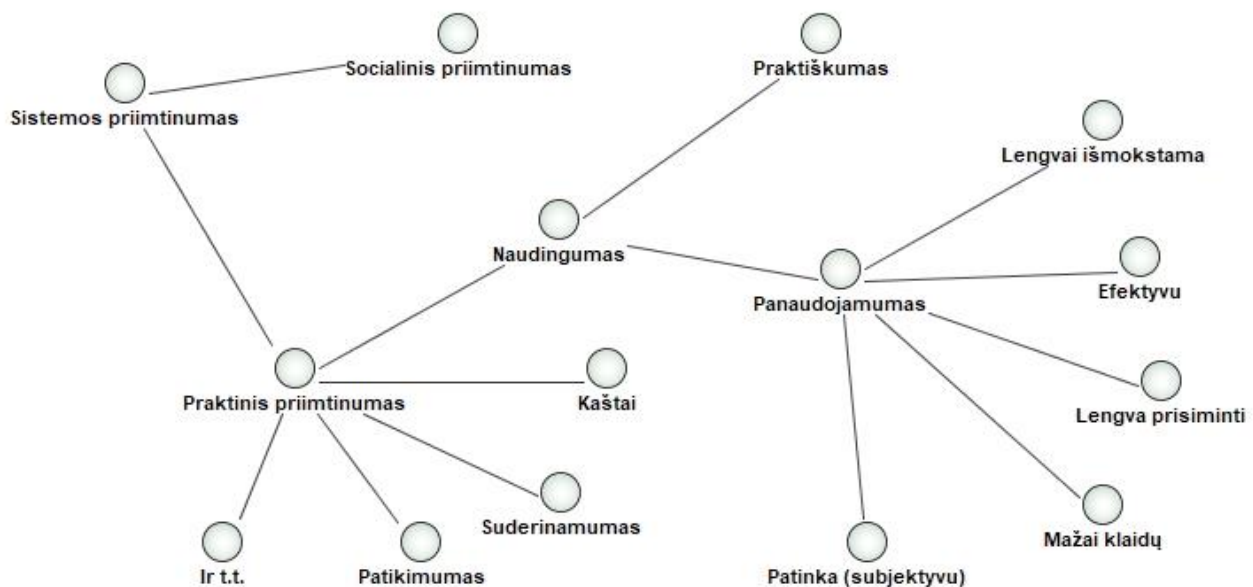 Socialinis priimtinumas
Praktiškumas
Sistemos priimtinumas
Lengvai išmokstama
Naudingumas
Efektyvu
Panaudojamumas
Praktinis priimtinumas
Kaštai
Lengva prisiminti
Suderinamumas
Mažai klaidų
Ir t.t.
Patikimumas
Patinka (subjektyvu)